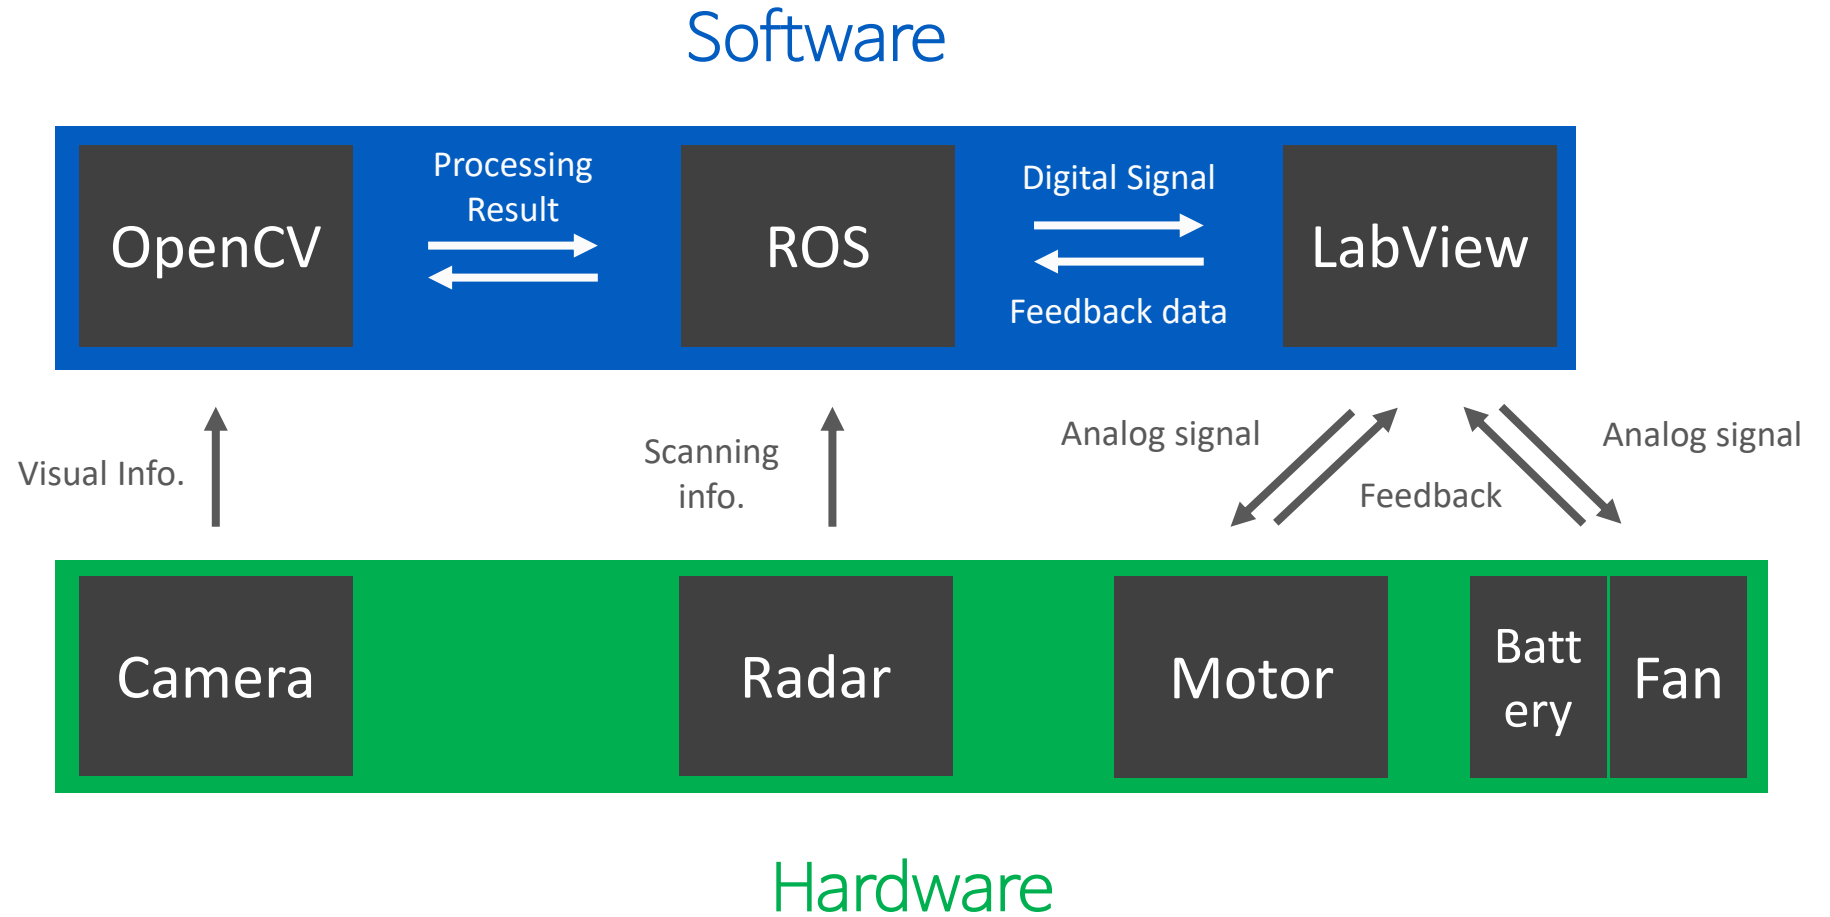 Software
OpenCV
Processing
Result
ROS
Digital Signal
Feedback data
LabView
Visual Info.
Scanning
info.
Analog signal
Feedback
Analog signal
Camera
Radar
Motor
Batt
ery
Fan
Hardware